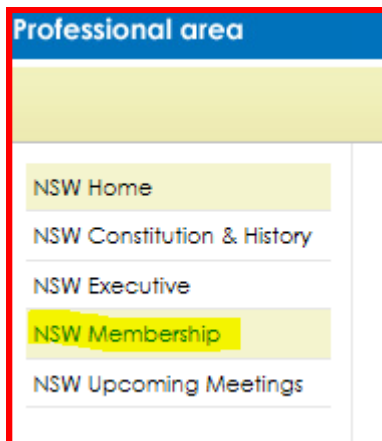 Professional area
NSW Home
NSW Constitution & History
NSW Executive
NSW Membership
NSW Upcoming Meetings